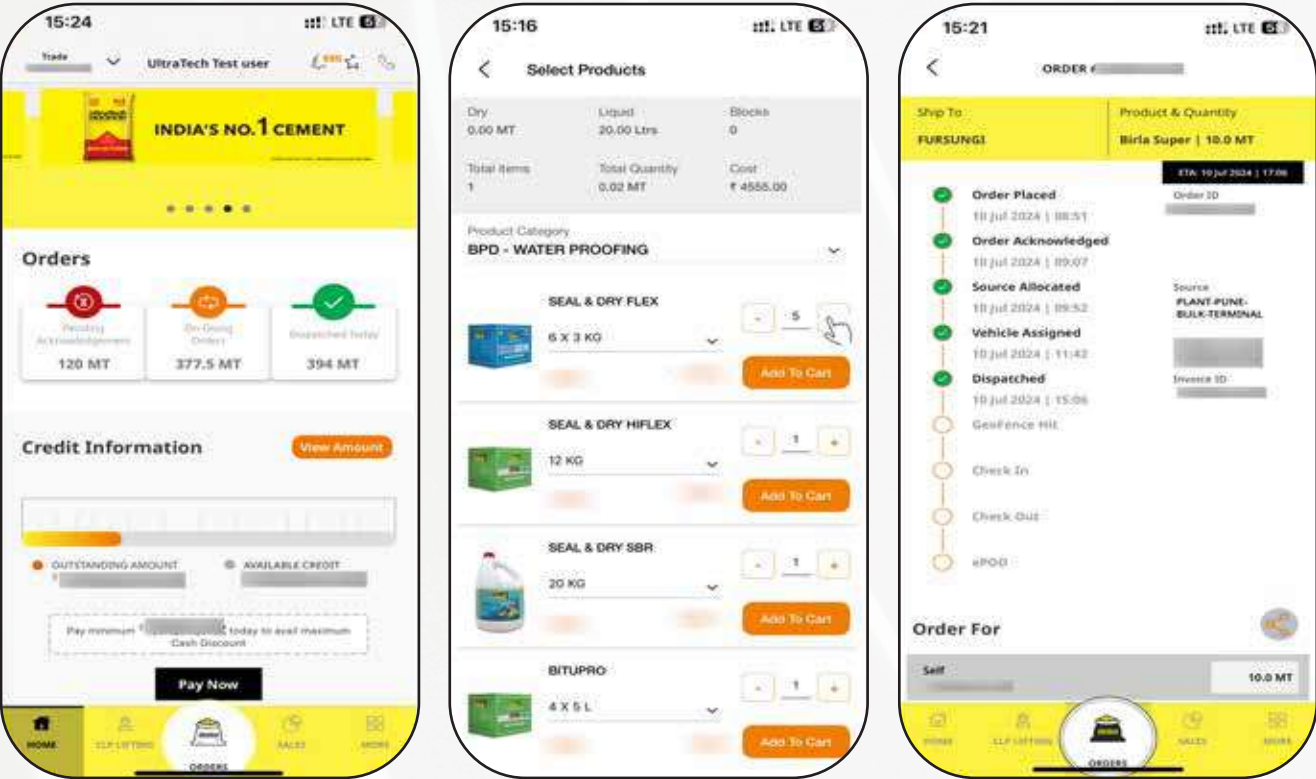 15:24
LTE
Trade
UltraTech Test user
INDIA'S NO.1 CEMENT
Orders
Pending Acknowledgement
120 MT
On-Going Orders
377.5 MT
Dispatched Today
394 MT
Credit Information
View Amount
OUTSTANDING AMOUNT
AVAILABLE CREDIT
Pay minimum ₹
today to avail maximum
Cash Discount
Pay Now
HOME
CLP LIFTING
ORDERS
SALES
MORE
15:16
LTE
Select Products
Dry
0.00 MT
Liquid
20.00 Ltrs
Blocks
0
Total Items
1
Total Quantity
0.02 MT
Cost
₹ 4555.00
Product Category
BPD - WATER PROOFING
SEAL & DRY FLEX
6 X 3 KG
- 5
Add To Cart
SEAL & DRY HIFLEX
12 KG
- 1 +
Add To Cart
SEAL & DRY SBR
20 KG
- 1 +
Add To Cart
BITUPRO
4 X 5 L
- 1 +
Add To Cart
15:21
LTE
ORDER
Ship To
FURSUNGI
Product & Quantity
Birla Super | 10.0 MT
ETA: 10 Jul 2024 | 17:06
Order Placed
10 Jul 2024 | 08:51
Order ID
Order Acknowledged
10 Jul 2024 | 09:07
Source Allocated
10 Jul 2024 | 09:52
Source
PLANT-PUNE-
BULK-TERMINAL
Vehicle Assigned
10 Jul 2024 | 11:42
Dispatched
10 Jul 2024 | 15:06
Invoice ID
GeoFence Hit
Check In
Check Out
ePOD
Order For
Self
10.0 MT
HOME
CLP LIFTING
ORDERS
SALES
MORE